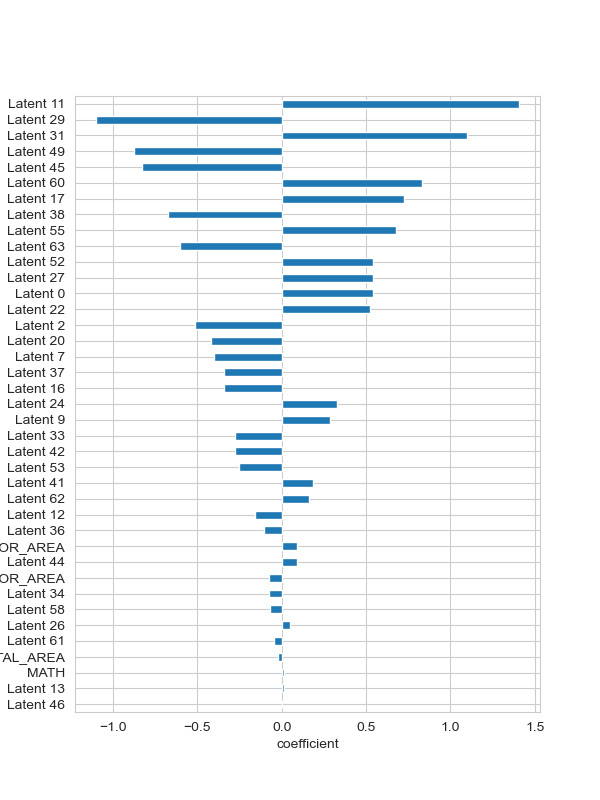 Latent 11
Latent 29
Latent 31
Latent 49
Latent 45
Latent 60
Latent 17
Latent 38
Latent 55
Latent 63
Latent 52
Latent 27
Latent 0
Latent 22
Latent 2
Latent 20
Latent 7
Latent 37
Latent 16
Latent 24
Latent 9
Latent 33
Latent 42
Latent 53
Latent 41
Latent 62
Latent 12
Latent 36
OR_AREA
Latent 44
OR_AREA
Latent 34
Latent 58
Latent 26
Latent 61
TAL_AREA
MATH
Latent 13
Latent 46
−1.0 −0.5 0.0 0.5 1.0 1.5
coefficient